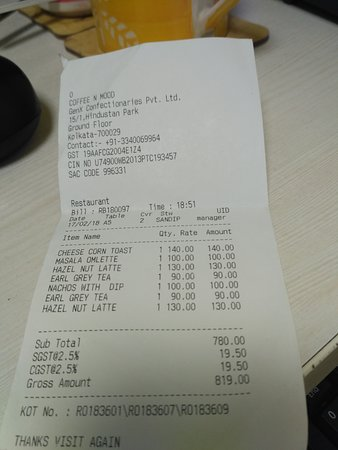 0
COFFEE N MOOD
GenX Confectionaries Pvt. Ltd.
15/1,Hindustan Park
Ground Floor
Kolkata-700029
Contact:- +91-3340069964
GST 19AAFCG2004E1Z4
CIN NO U74900WB2013PTC193457
SAC CODE 996331
Restaurant
Bill : RB180097 Time : 18:51
Date Table Cvr Stw UID
17/02/18 A5 2 SANDIP manager
Item Name Qty. Rate Amount
CHEESE CORN TOAST 1 140.00 140.00
MASALA OMLETTE 1 100.00 100.00
HAZEL NUT LATTE 1 130.00 130.00
EARL GREY TEA 1 90.00 90.00
NACHOS WITH DIP 1 100.00 100.00
EARL GREY TEA 1 90.00 90.00
HAZEL NUT LATTE 1 130.00 130.00
Sub Total 780.00
SGST@2.5% 19.50
CGST@2.5% 19.50
Gross Amount 819.00
KOT No. : R0183601\R0183607\R0183609
THANKS VISIT AGAIN